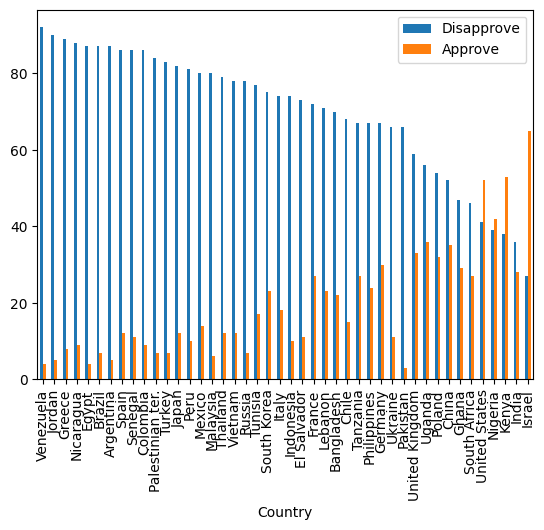 Disapprove
Approve
80
60
40
20
0
Venezuela
Jordan
Greece
Nicaragua
Egypt
Brazil
Argentina
Spain
Senegal
Colombia
Palestinian ter.
Turkey
Japan
Peru
Mexico
Malaysia
Thailand
Vietnam
Russia
Tunisia
South Korea
Italy
Indonesia
El Salvador
France
Lebanon
Bangladesh
Chile
Tanzania
Philippines
Germany
Ukraine
Pakistan
United Kingdom
Uganda
Poland
China
Ghana
South Africa
United States
Nigeria
Kenya
India
Israel
Country